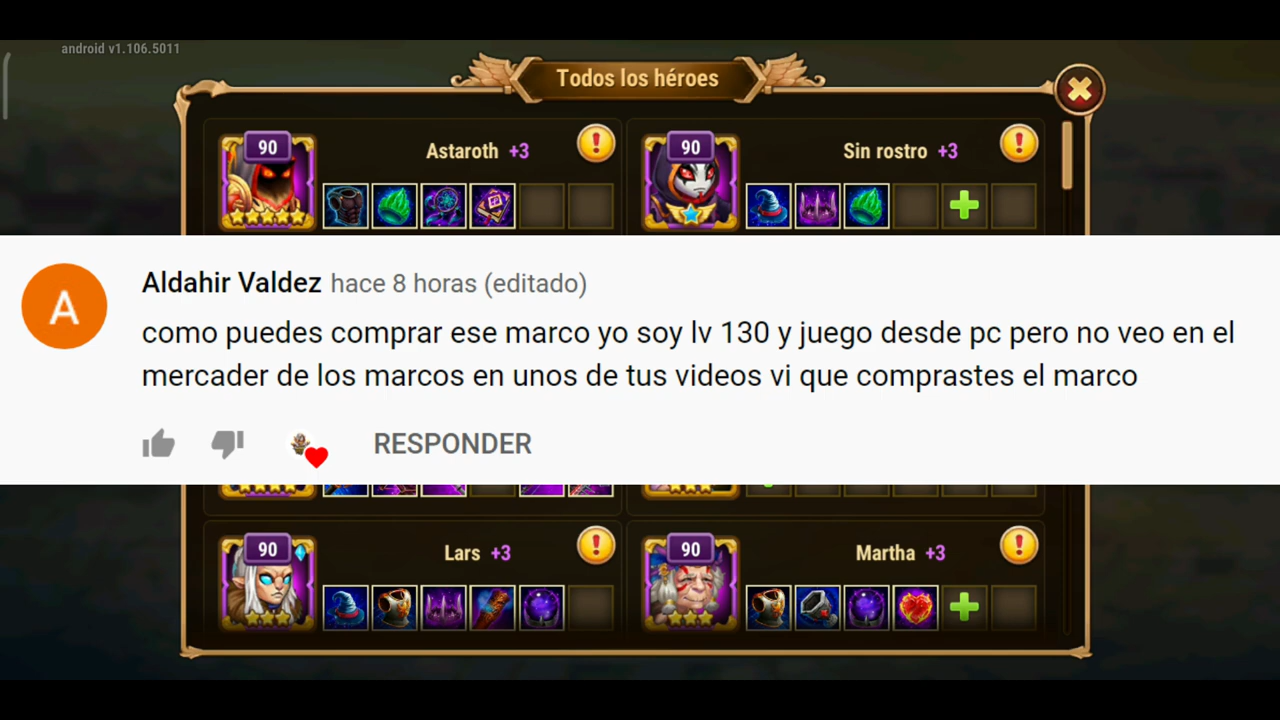 android v1.106.5011
Todos los héroes
90
Astaroth +3
90
Sin rostro +3
Aldahir Valdez hace 8 horas (editado)
A
como puedes comprar ese marco yo soy lv 130 y juego desde pc pero no veo en el
mercader de los marcos en unos de tus videos vi que comprastes el marco
RESPONDER
90
Lars +3
90
Martha +3